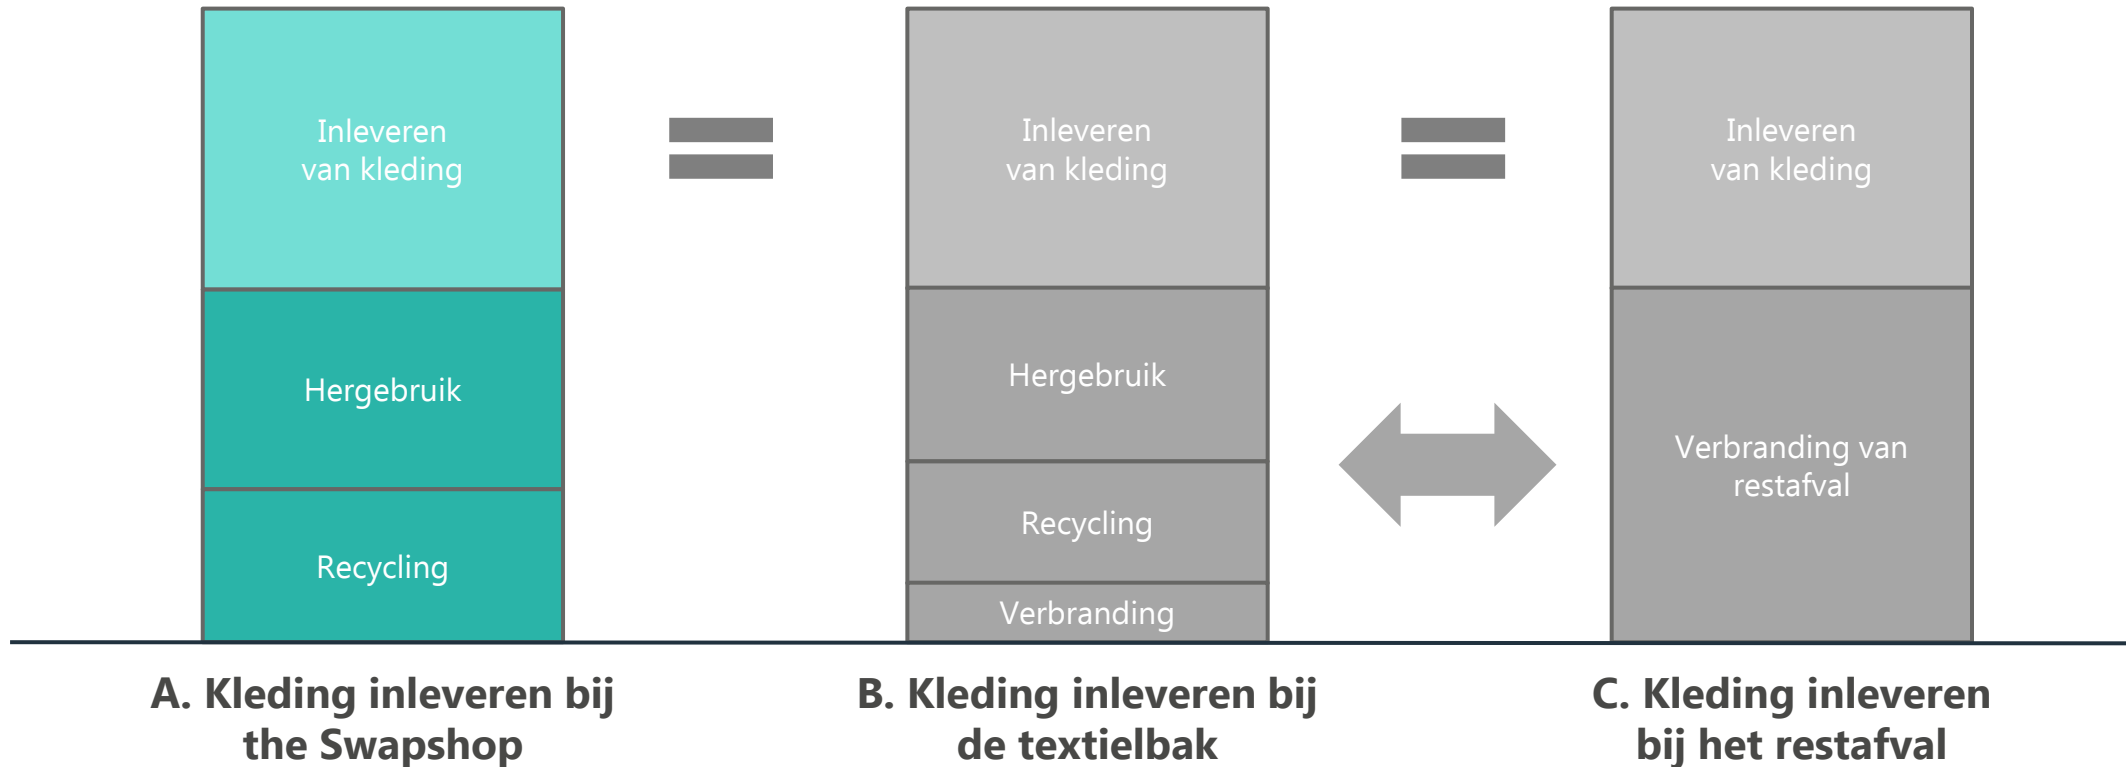 Inleveren
van kleding
Hergebruik
Recycling
A. Kleding inleveren bij
the Swapshop
Inleveren
van kleding
Hergebruik
Recycling
Verbranding
B. Kleding inleveren bij
de textielbak
Inleveren
van kleding
Verbranding van
restafval
C. Kleding inleveren
bij het restafval